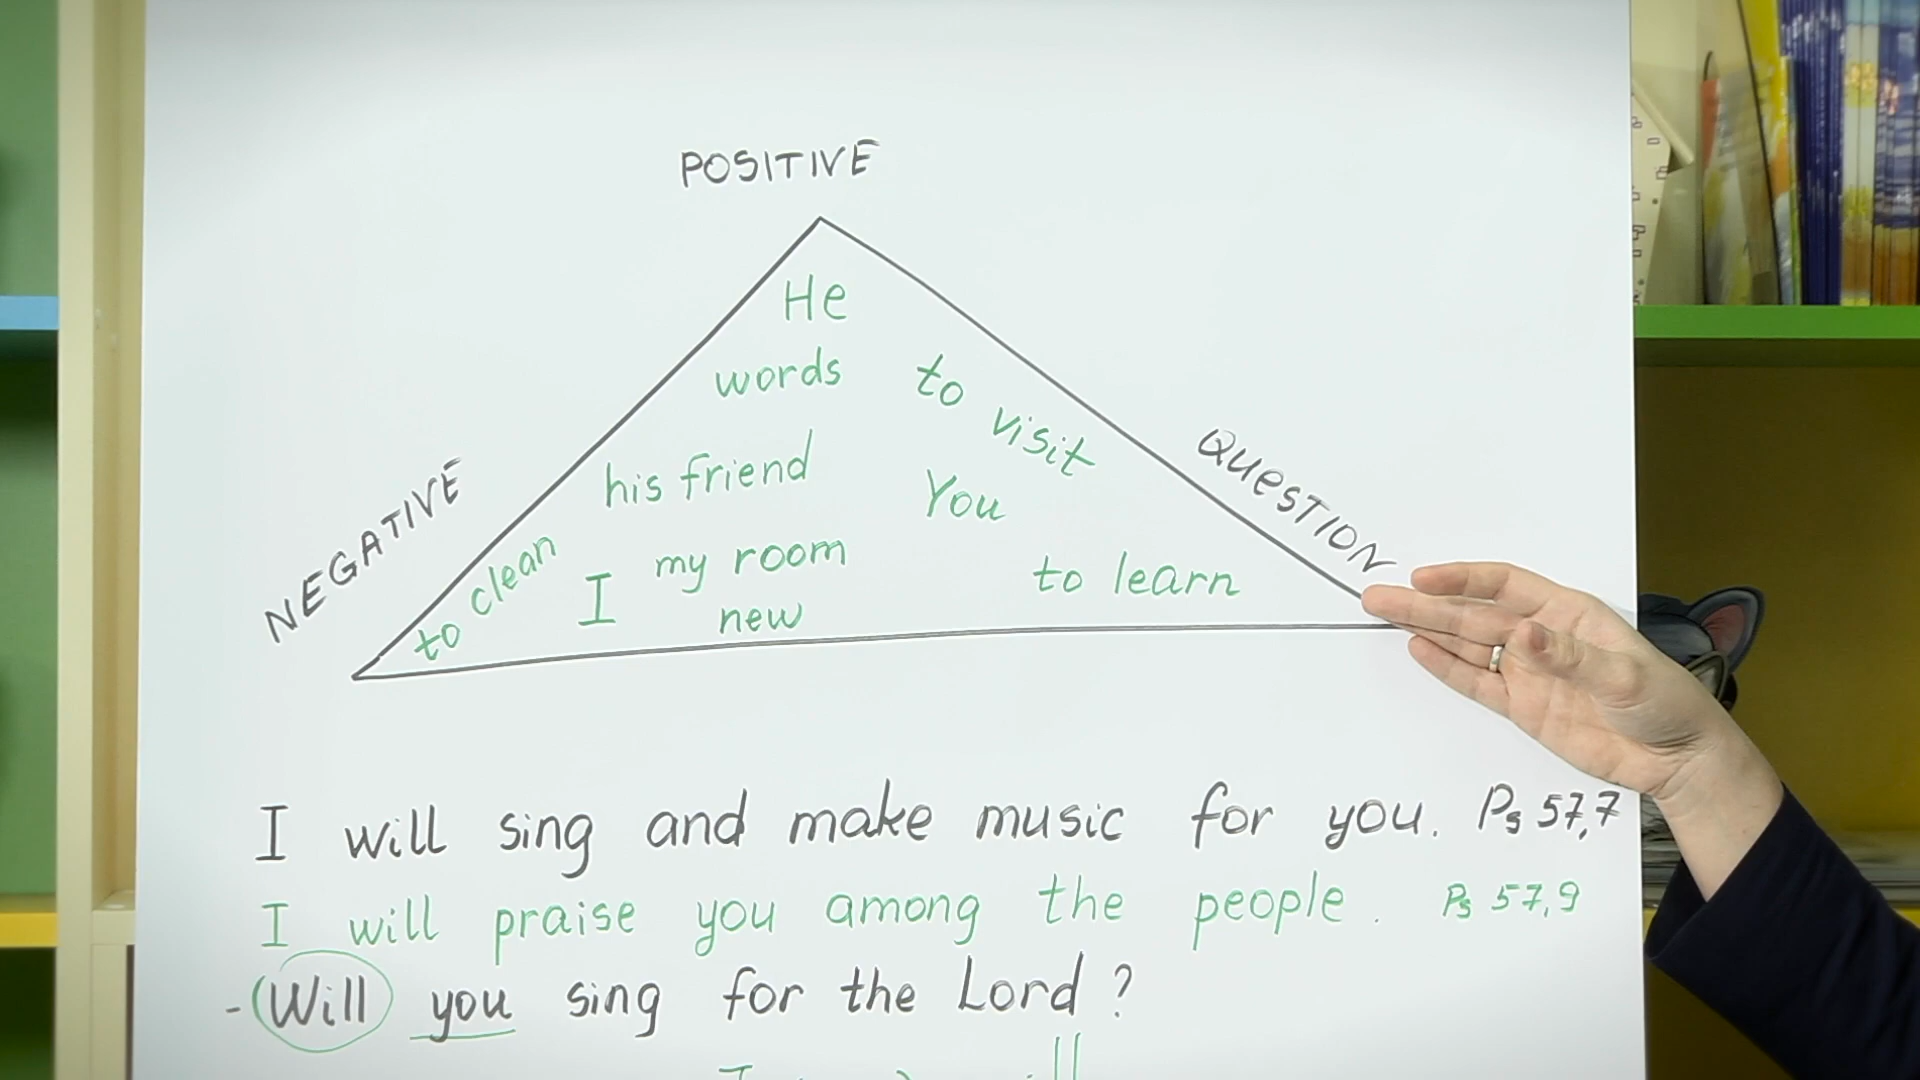 POSITIVE
NEGATIVE
QUESTION
He
words
to visit
his friend
You
to clean
I
my room
new
to learn
I will sing and make music for you. Ps 57,7
I will praise you among the people. Ps 57,9
- Will you sing for the Lord ?